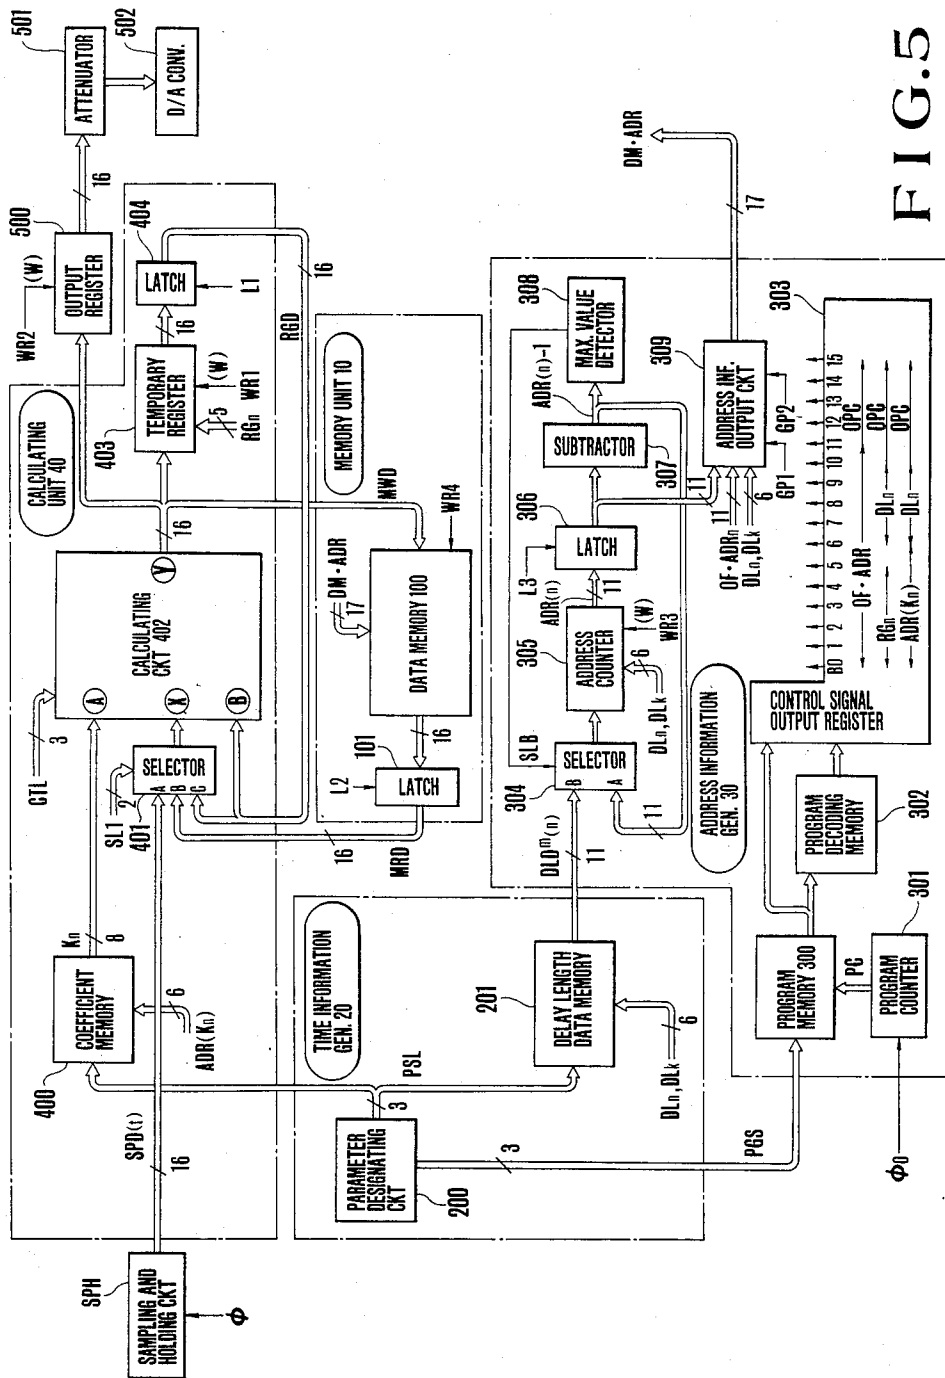 SPH
SAMPLING AND
HOLDING CKT
Φ
SPD(t)
16
400
COEFFICIENT
MEMORY
Kn
8
6
ADR(Kn)
CTL
3
SL1
2
401
SELECTOR
A
B
C
CALCULATING
UNIT 40
CALCULATING
CKT 402
A
X
B
Y
16
403
TEMPORARY
REGISTER
5
RGn
(W)
WR1
16
404
LATCH
L1
16
RGD
WR2
(W)
500
OUTPUT
REGISTER
16
501
ATTENUATOR
502
D/A CONV.
MEMORY UNIT 10
MWD
WR4
DM·ADR
17
DATA MEMORY 100
16
101
LATCH
L2
16
MRD
TIME INFORMATION
GEN. 20
PARAMETER
DESIGNATING
CKT
200
3
PSL
3
PGS
201
DELAY LENGTH
DATA MEMORY
6
DLn, DLk
DLDm(n)
11
ADDRESS INFORMATION
GEN. 30
304
SELECTOR
B
A
SLB
11
305
ADDRESS
COUNTER
6
DLn, DLk
(W)
WR3
ADR(n)
11
L3
306
LATCH
SUBTRACTOR
307
ADR(n)-1
308
MAX. VALUE
DETECTOR
309
ADDRESS INF.
OUTPUT CKT
11
OF·ADRn
11
DLn, DLk
6
GP1
GP2
17
DM·ADR
Φ0
PROGRAM
COUNTER
301
PC
PROGRAM
MEMORY 300
PROGRAM
DECODING
MEMORY
302
CONTROL SIGNAL
OUTPUT REGISTER
303
B0 1 2 3 4 5 6 7 8 9 10 11 12 13 14 15
OF·ADR OPC
RGn DLn OPC
ADR(Kn) DLn OPC
FIG.5